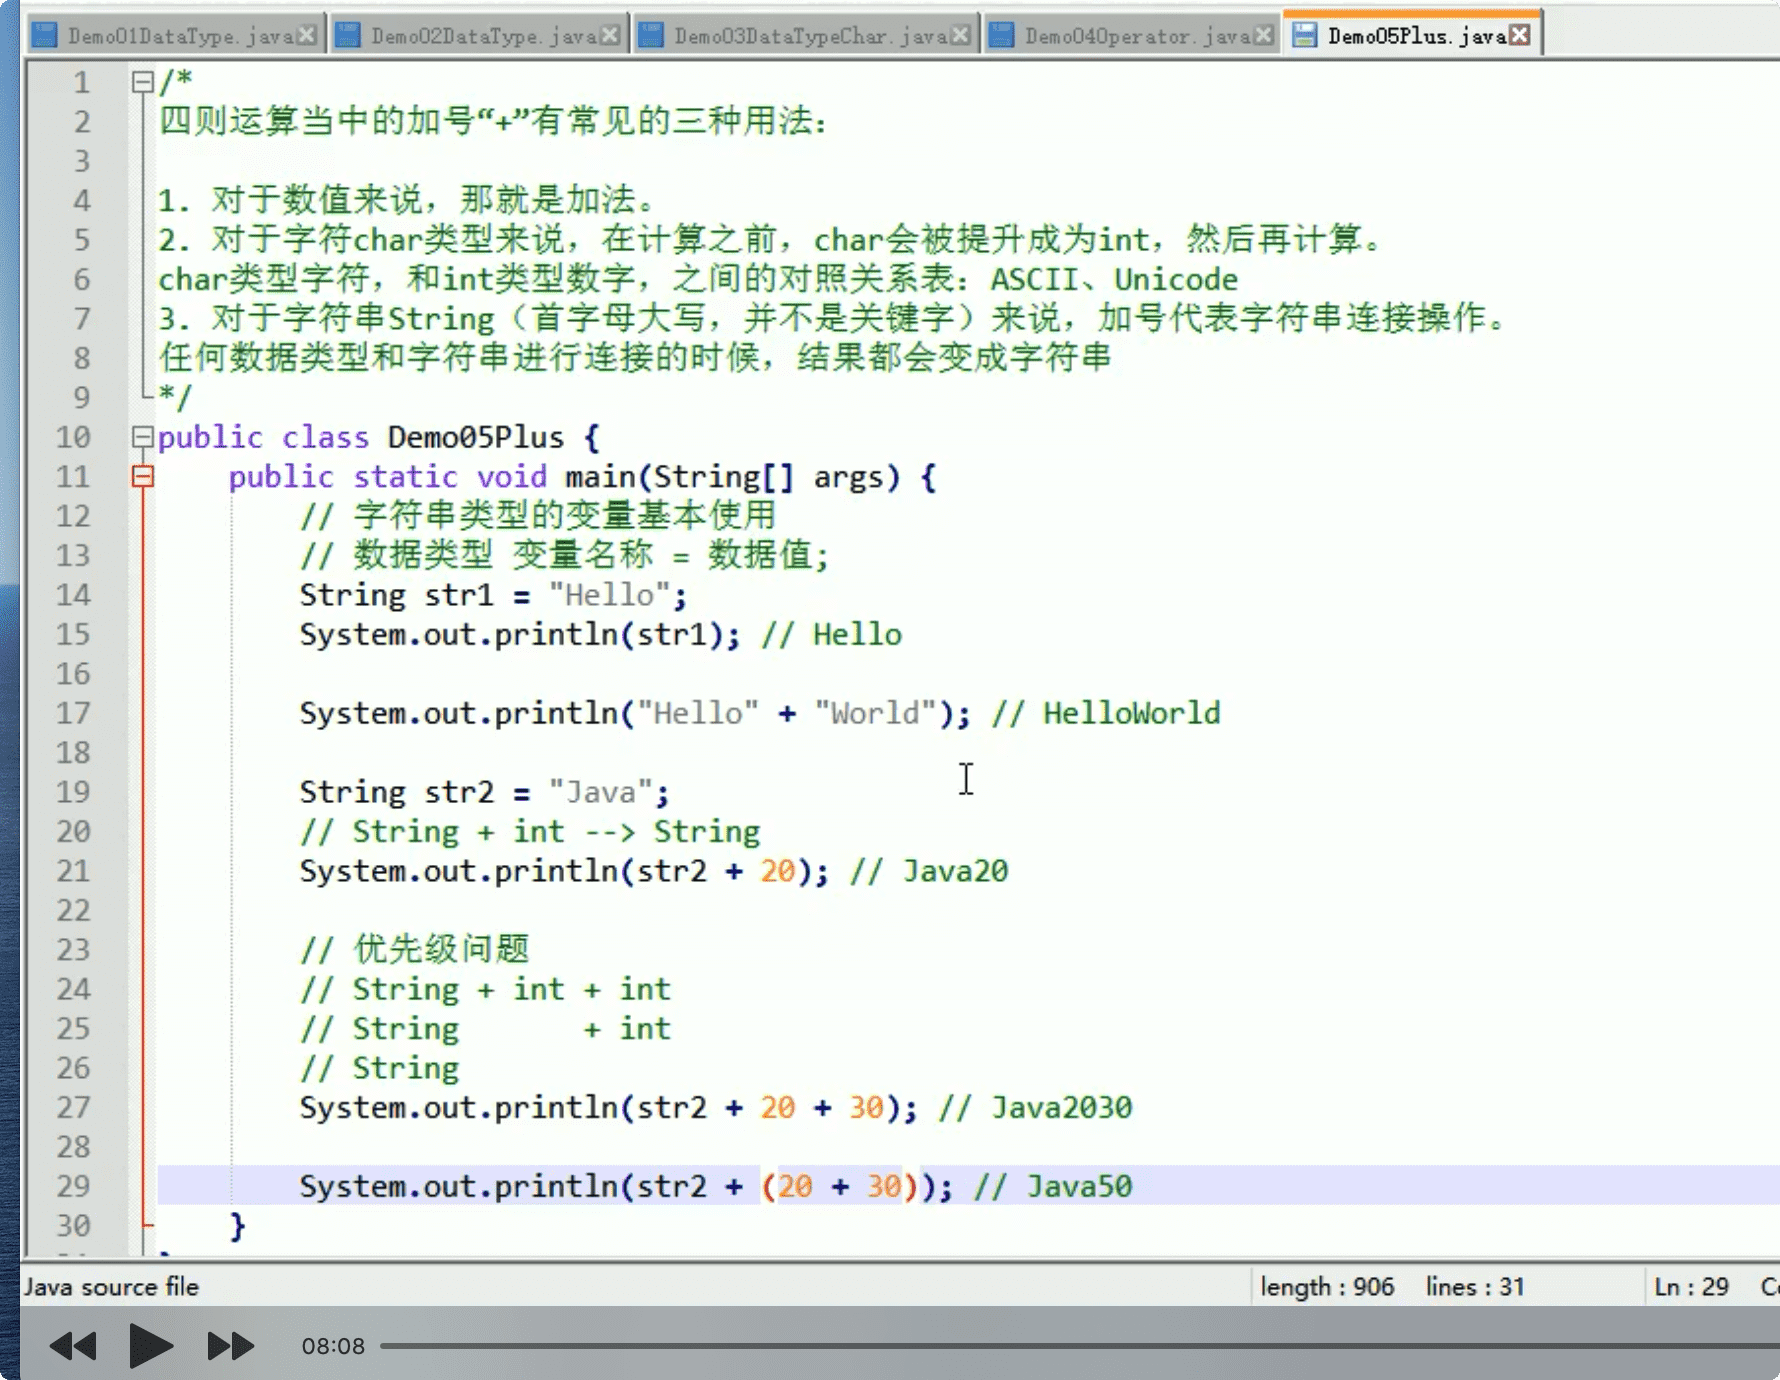 Demo01DataType.java Demo02DataType.java Demo03DataTypeChar.java Demo04Operator.java Demo05Plus.java
1 /*
2 四则运算当中的加号“+”有常见的三种用法：
3
4 1. 对于数值来说，那就是加法。
5 2. 对于字符char类型来说，在计算之前，char会被提升成为int，然后再计算。
6 char类型字符，和int类型数字，之间的对照关系表：ASCII、Unicode
7 3. 对于字符串String（首字母大写，并不是关键字）来说，加号代表字符串连接操作。
8 任何数据类型和字符串进行连接的时候，结果都会变成字符串
9 */
10 public class Demo05Plus {
11 public static void main(String[] args) {
12 // 字符串类型的变量基本使用
13 // 数据类型 变量名称 = 数据值;
14 String str1 = "Hello";
15 System.out.println(str1); // Hello
16
17 System.out.println("Hello" + "World"); // HelloWorld
18
19 String str2 = "Java";
20 // String + int --> String
21 System.out.println(str2 + 20); // Java20
22
23 // 优先级问题
24 // String + int + int
25 // String + int
26 // String
27 System.out.println(str2 + 20 + 30); // Java2030
28
29 System.out.println(str2 + (20 + 30)); // Java50
30 }
Java source file length : 906 lines : 31 Ln : 29
08:08